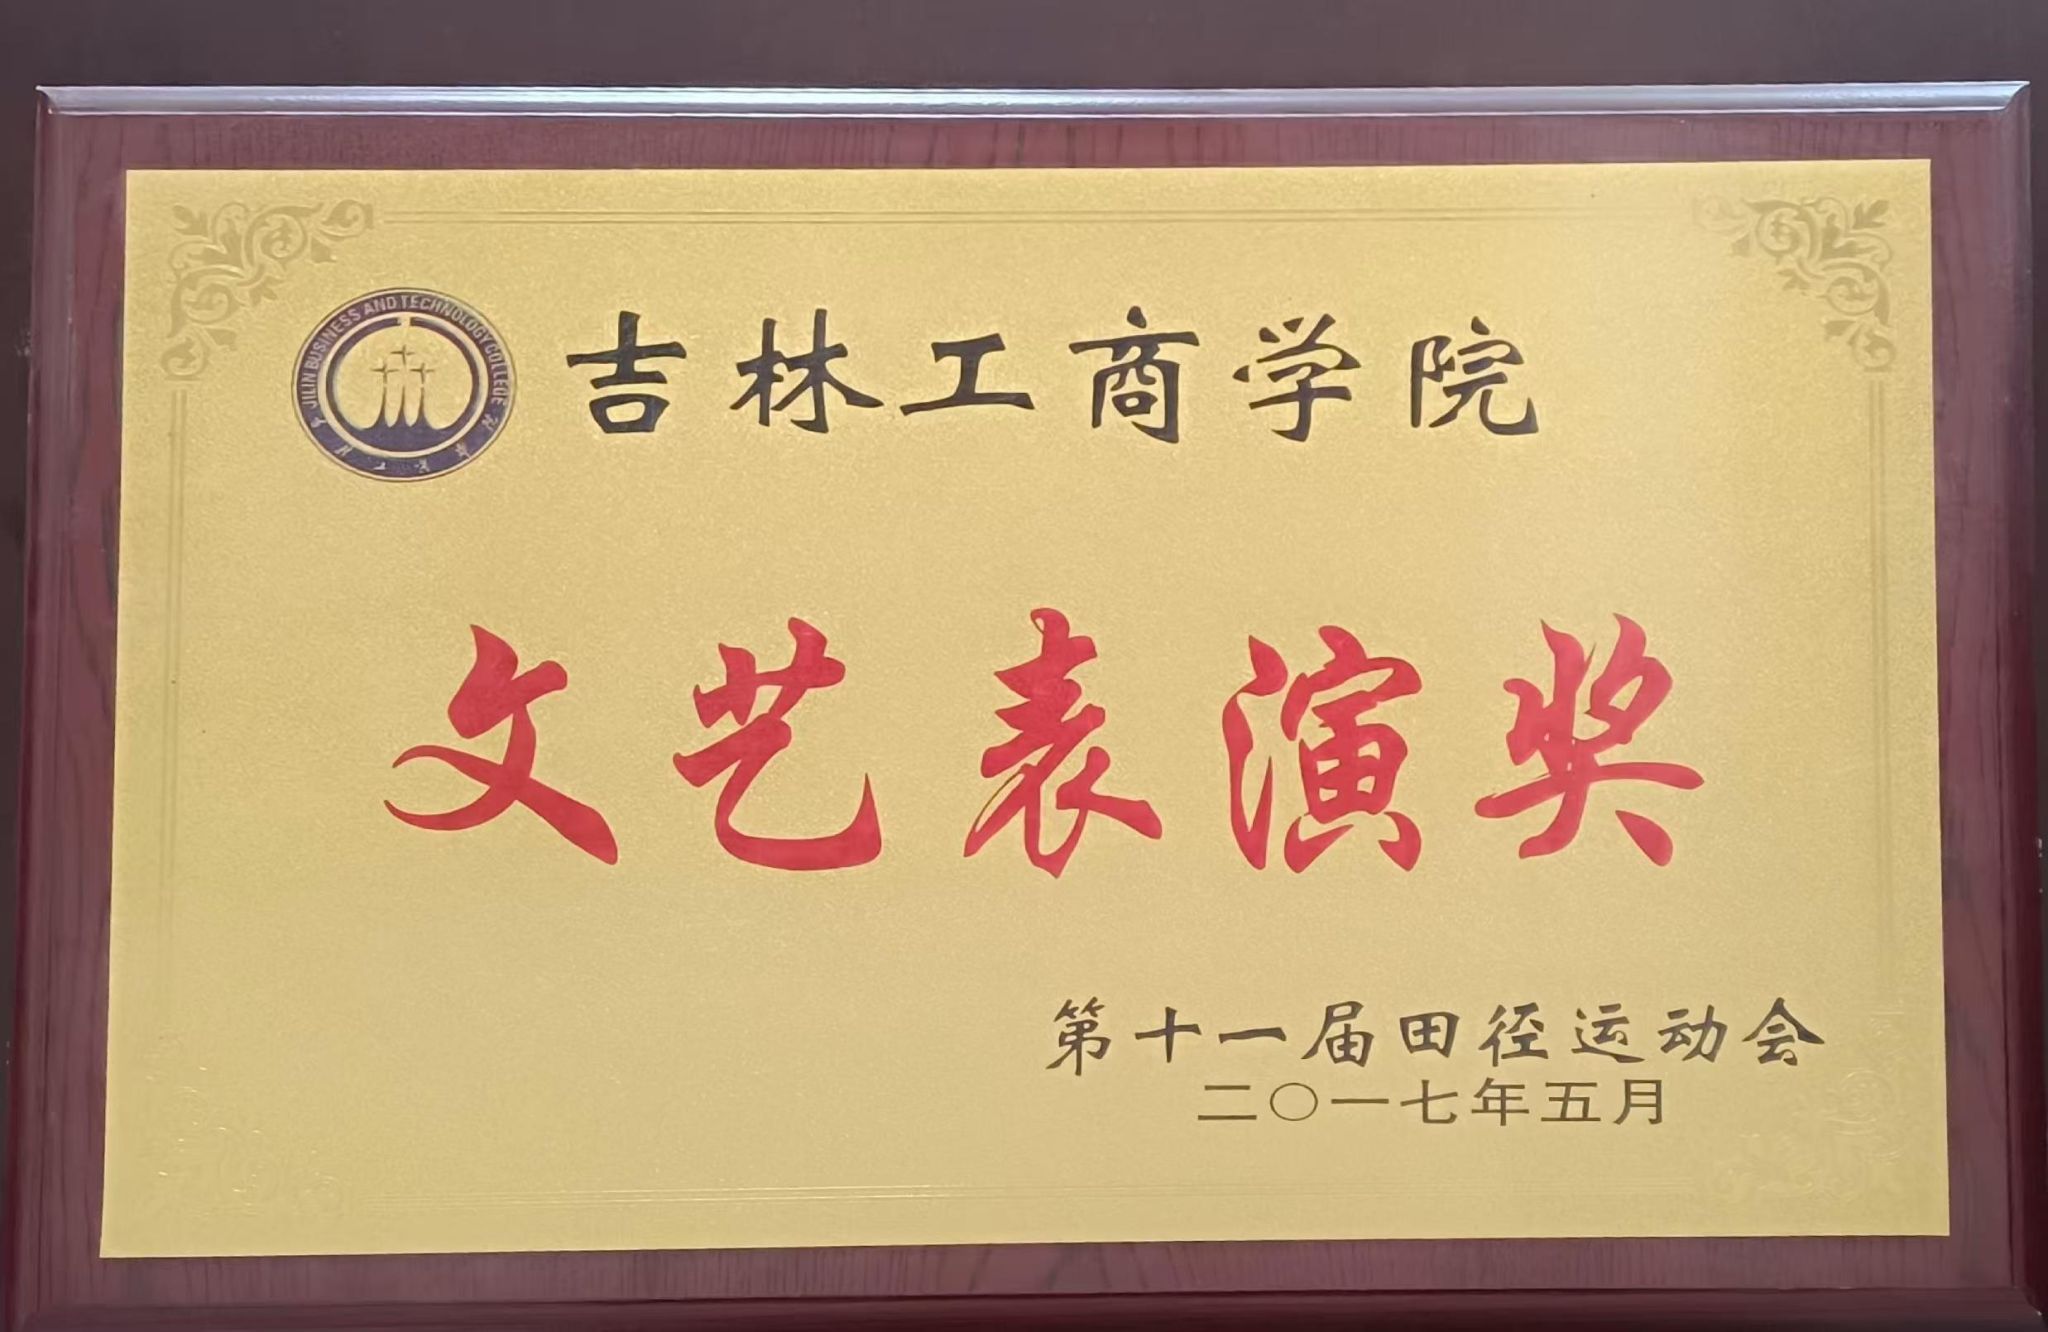 JILIN BUSINESS AND TECHNOLOGY COLLEGE
吉林工商学院
文艺表演奖
第十一届田径运动会
二〇一七年五月